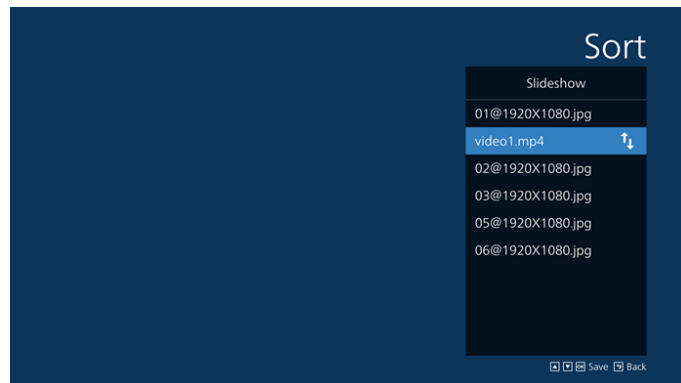 Sort
Slideshow
01@1920X1080.jpg
video1.mp4
02@1920X1080.jpg
03@1920X1080.jpg
05@1920X1080.jpg
06@1920X1080.jpg
OK Save Back